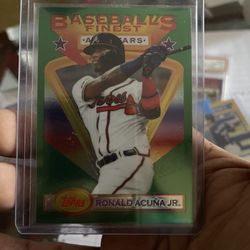 BASEBALL'S
FINEST
ALL STARS
Braves
Topps
RONALD ACUÑA JR.